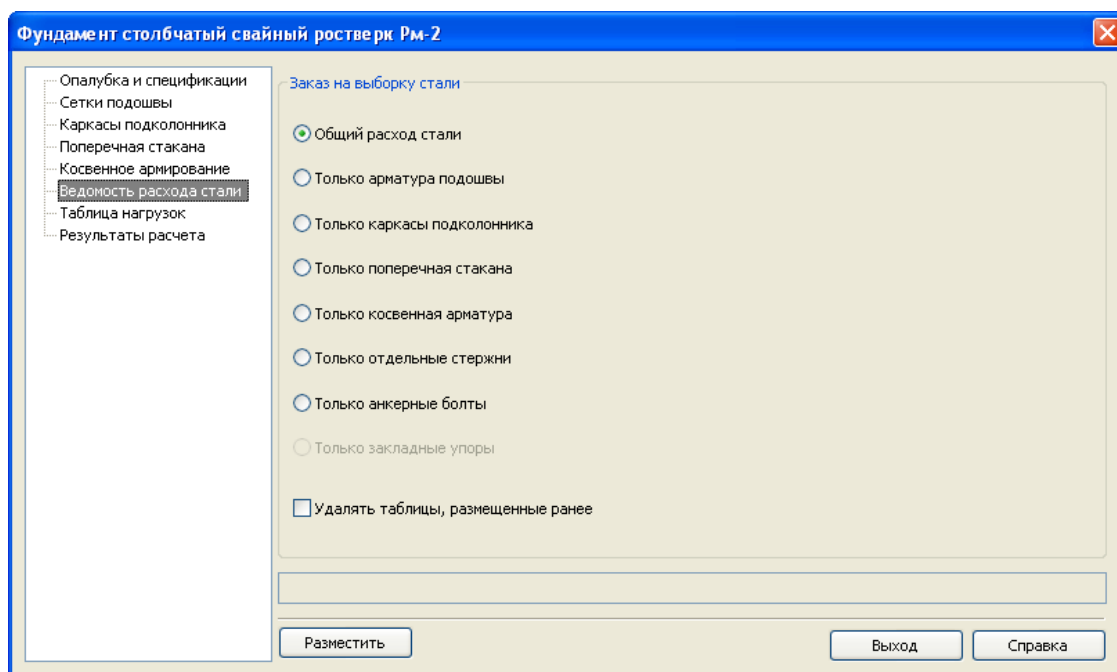 Фундамент столбчатый свайный ростверк Рм-2
Опалубка и спецификации
Сетки подошвы
Каркасы подколонника
Поперечная стакана
Косвенное армирование
Ведомость расхода стали
Таблица нагрузок
Результаты расчета
Заказ на выборку стали
Общий расход стали
Только арматура подошвы
Только каркасы подколонника
Только поперечная стакана
Только косвенная арматура
Только отдельные стержни
Только анкерные болты
Только закладные упоры
Удалять таблицы, размещенные ранее
Разместить
Выход
Справка